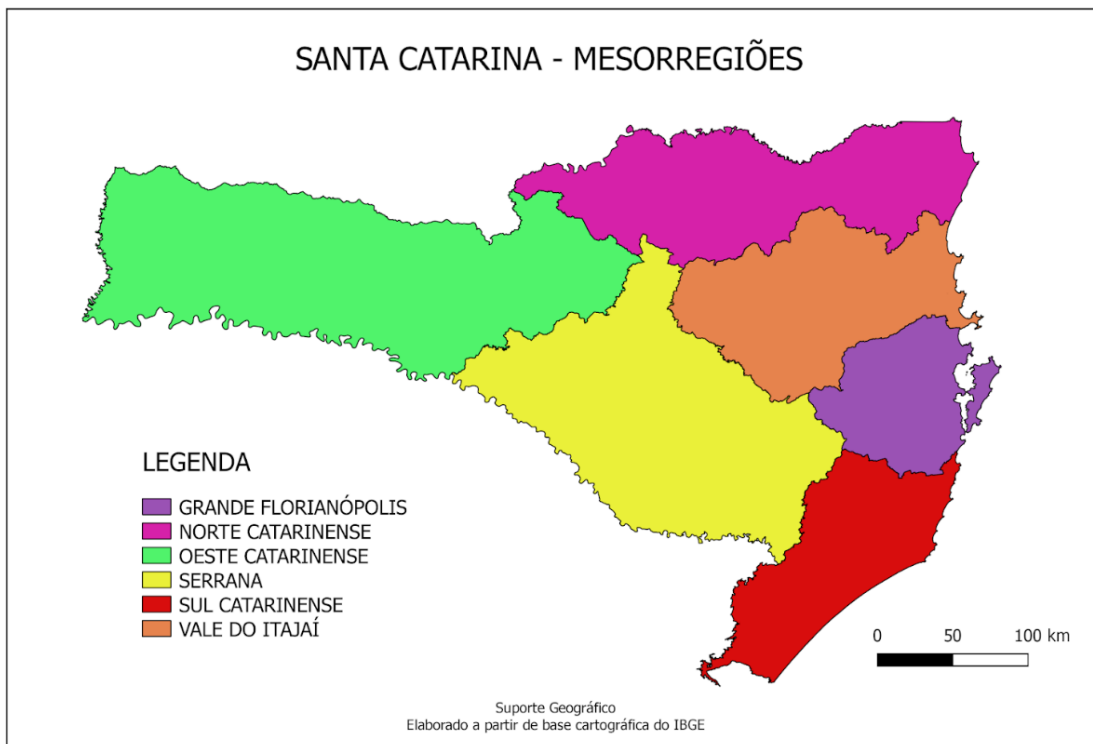 SANTA CATARINA - MESORREGIÕES
LEGENDA
GRANDE FLORIANÓPOLIS
NORTE CATARINENSE
OESTE CATARINENSE
SERRANA
SUL CATARINENSE
VALE DO ITAJAÍ
0 50 100 km
Suporte Geográfico
Elaborado a partir de base cartográfica do IBGE